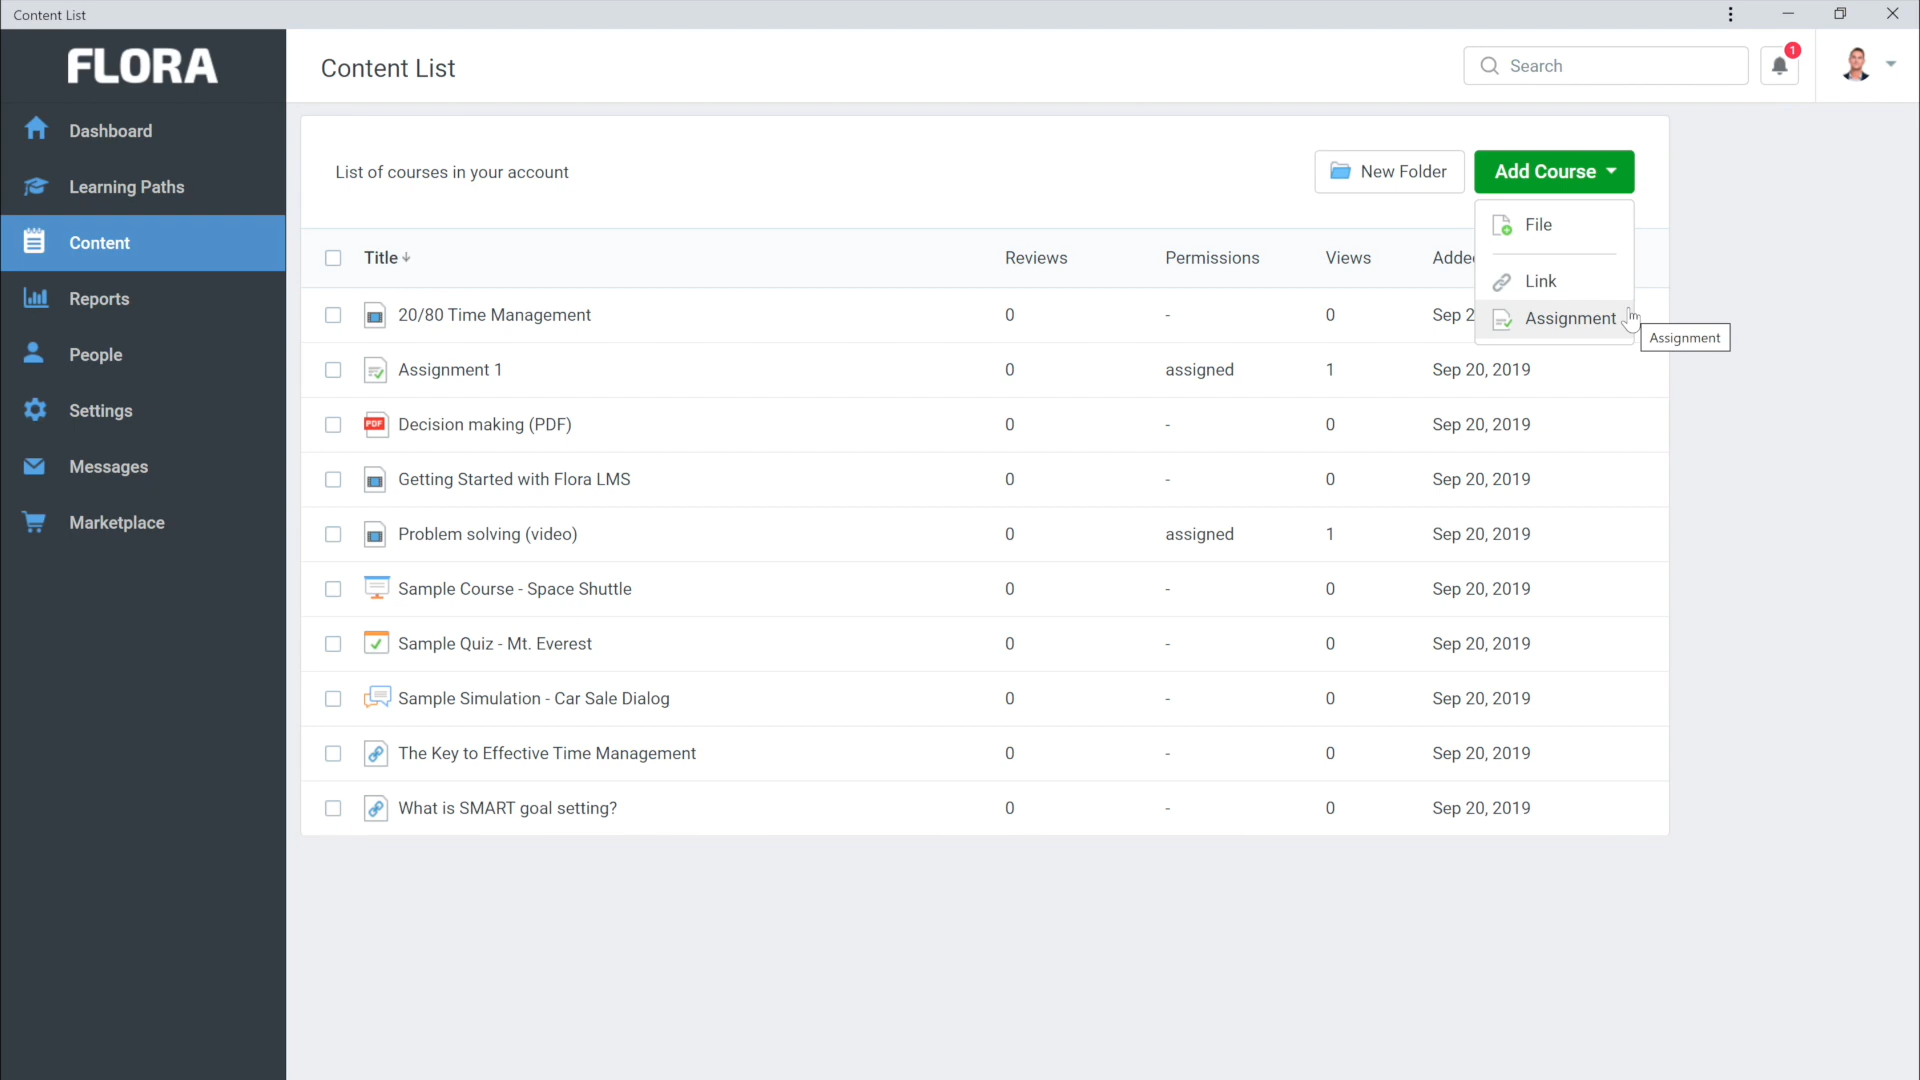 Content List
FLORA
Content List
Search
1
Dashboard
Learning Paths
Content
Reports
People
Settings
Messages
Marketplace
List of courses in your account
New Folder
Add Course
File
Link
Assignment
Assignment
Title Reviews Permissions Views Adde
20/80 Time Management 0 - 0 Sep 2
Assignment 1 0 assigned 1 Sep 20, 2019
PDF Decision making (PDF) 0 - 0 Sep 20, 2019
Getting Started with Flora LMS 0 - 0 Sep 20, 2019
Problem solving (video) 0 assigned 1 Sep 20, 2019
Sample Course - Space Shuttle 0 - 0 Sep 20, 2019
Sample Quiz - Mt. Everest 0 - 0 Sep 20, 2019
Sample Simulation - Car Sale Dialog 0 - 0 Sep 20, 2019
The Key to Effective Time Management 0 - 0 Sep 20, 2019
What is SMART goal setting? 0 - 0 Sep 20, 2019